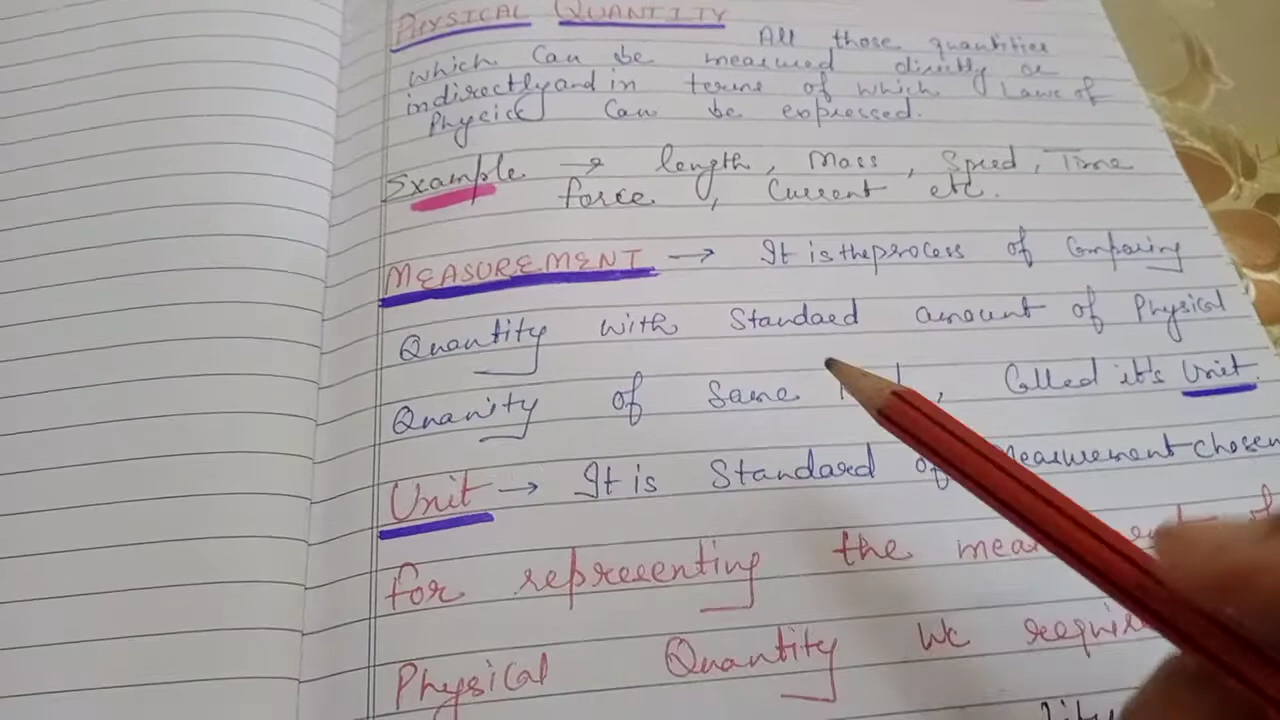 PHYSICAL QUANTITY
All those quantities
which Can be measured directly or
indirectly and in terms of which Laws of
Physics Can be expressed.
Example → length, Mass, Speed, Time
force, Current etc.
MEASUREMENT → It is the process of Comparing
Quantity with Standard amount of Physical
Quanity of Same , Called it's Unit.
Unit → It is Standard of measurement chosen
for representing the of
Physical Quantity We